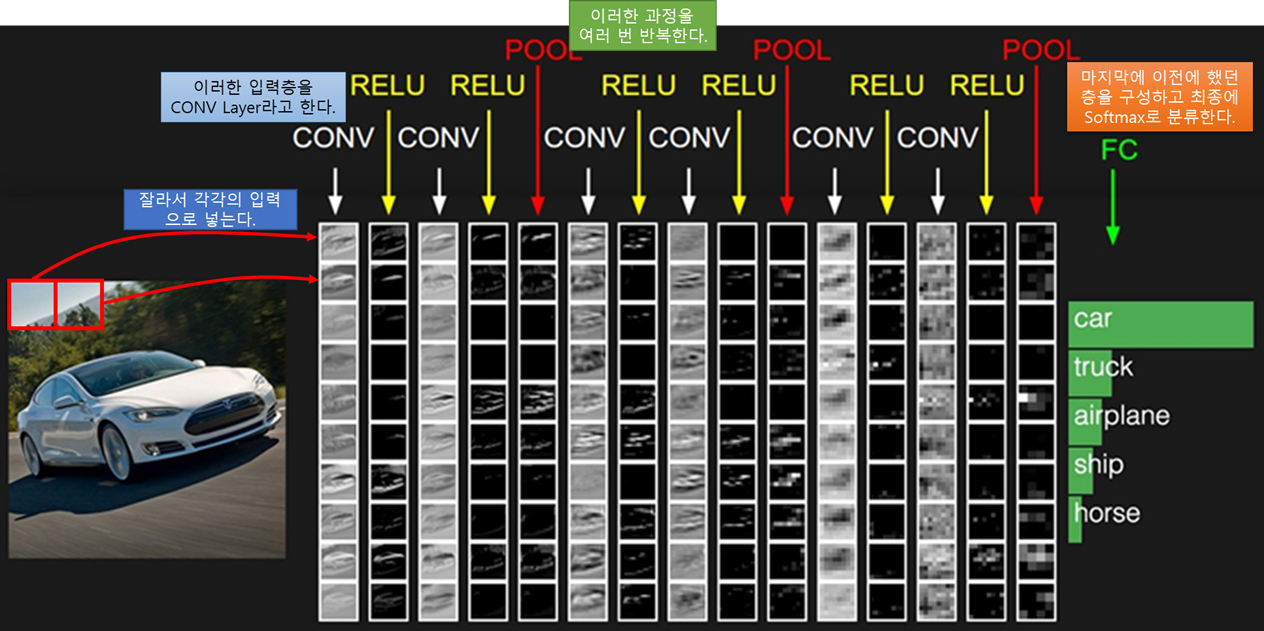 이러한 과정을
여러 번 반복한다.
POOL POOL POOL
이러한 입력층을
CONV Layer라고 한다.
RELU RELU RELU RELU RELU RELU
마지막에 이전에 했던
층을 구성하고 최종에
Softmax로 분류한다.
CONV CONV CONV CONV CONV CONV
FC
잘라서 각각의 입력
으로 넣는다.
car
truck
airplane
ship
horse